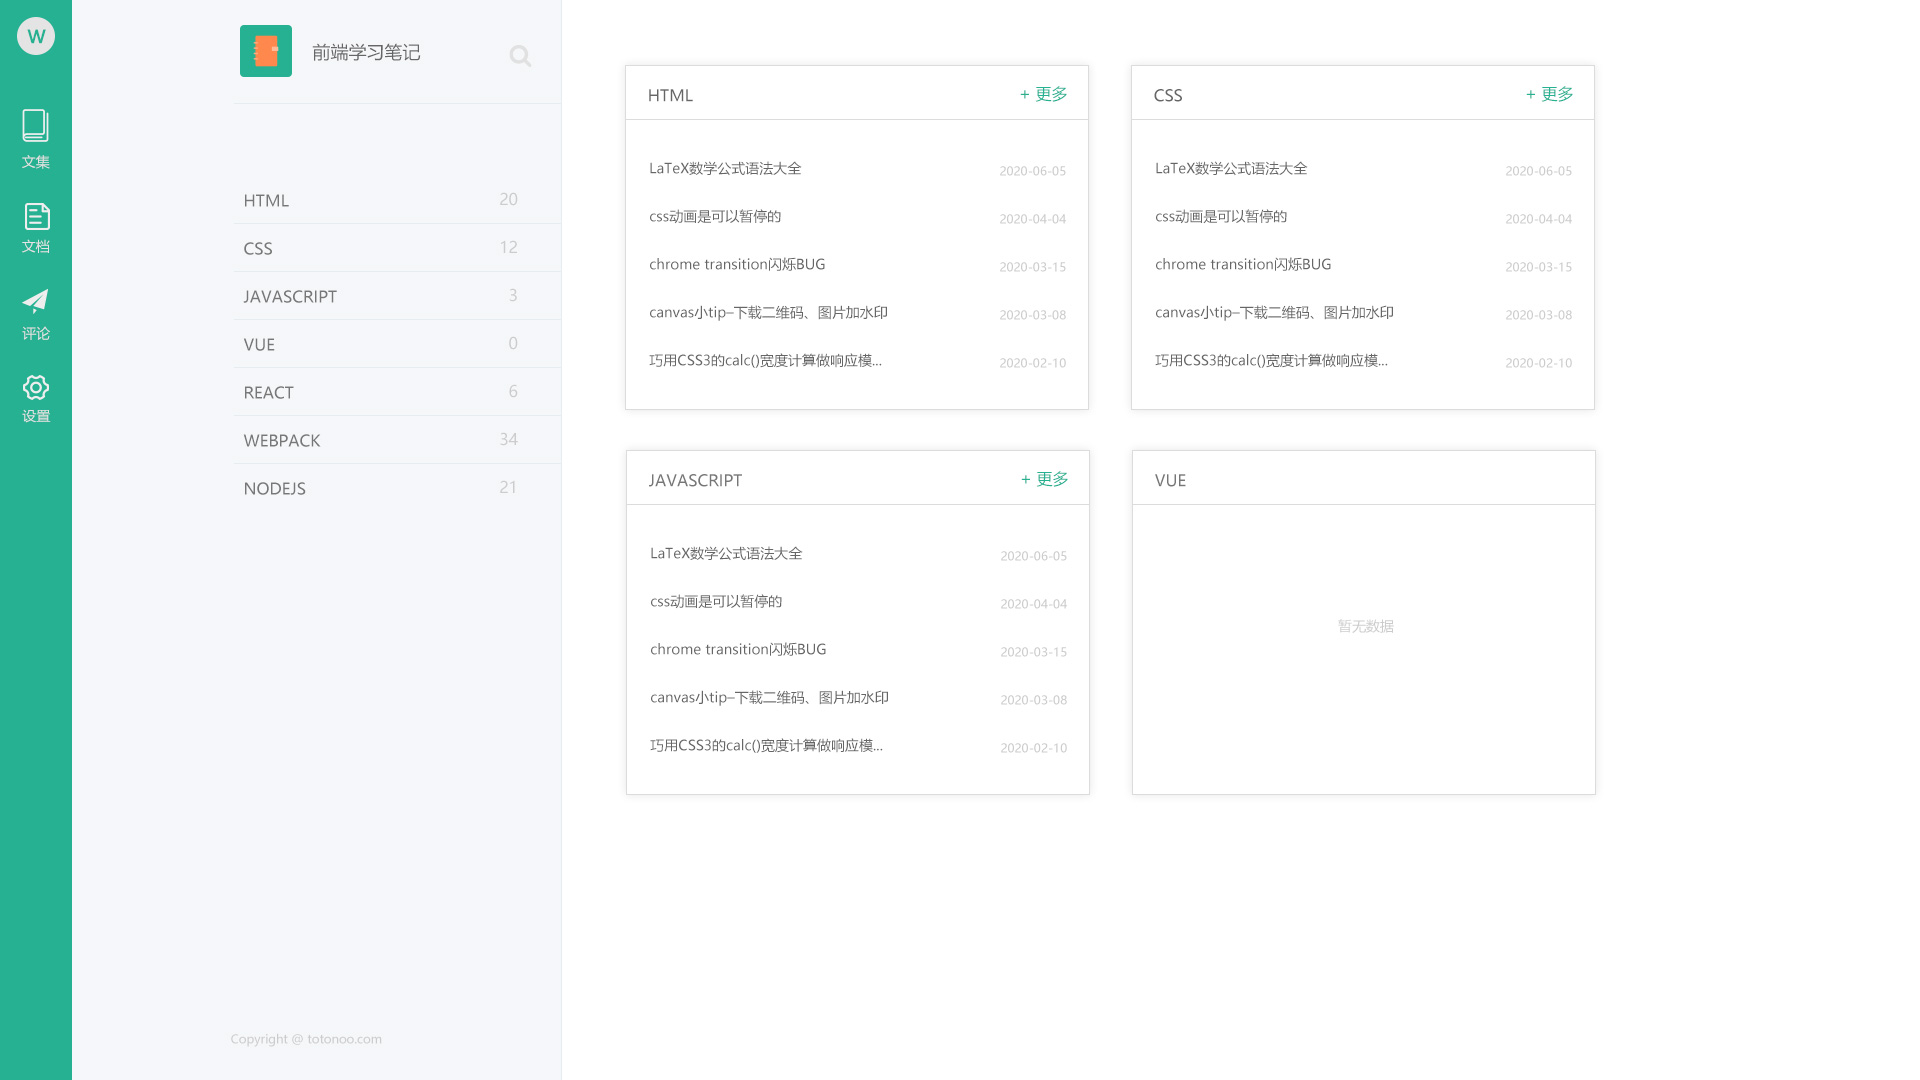 W
文集
文档
评论
设置
前端学习笔记
HTML 20
CSS 12
JAVASCRIPT 3
VUE 0
REACT 6
WEBPACK 34
NODEJS 21
Copyright @ totonoo.com
HTML + 更多
LaTeX数学公式语法大全 2020-06-05
css动画是可以暂停的 2020-04-04
chrome transition闪烁BUG 2020-03-15
canvas小tip–下载二维码、图片加水印 2020-03-08
巧用CSS3的calc()宽度计算做响应模... 2020-02-10
CSS + 更多
LaTeX数学公式语法大全 2020-06-05
css动画是可以暂停的 2020-04-04
chrome transition闪烁BUG 2020-03-15
canvas小tip–下载二维码、图片加水印 2020-03-08
巧用CSS3的calc()宽度计算做响应模... 2020-02-10
JAVASCRIPT + 更多
LaTeX数学公式语法大全 2020-06-05
css动画是可以暂停的 2020-04-04
chrome transition闪烁BUG 2020-03-15
canvas小tip–下载二维码、图片加水印 2020-03-08
巧用CSS3的calc()宽度计算做响应模... 2020-02-10
VUE
暂无数据